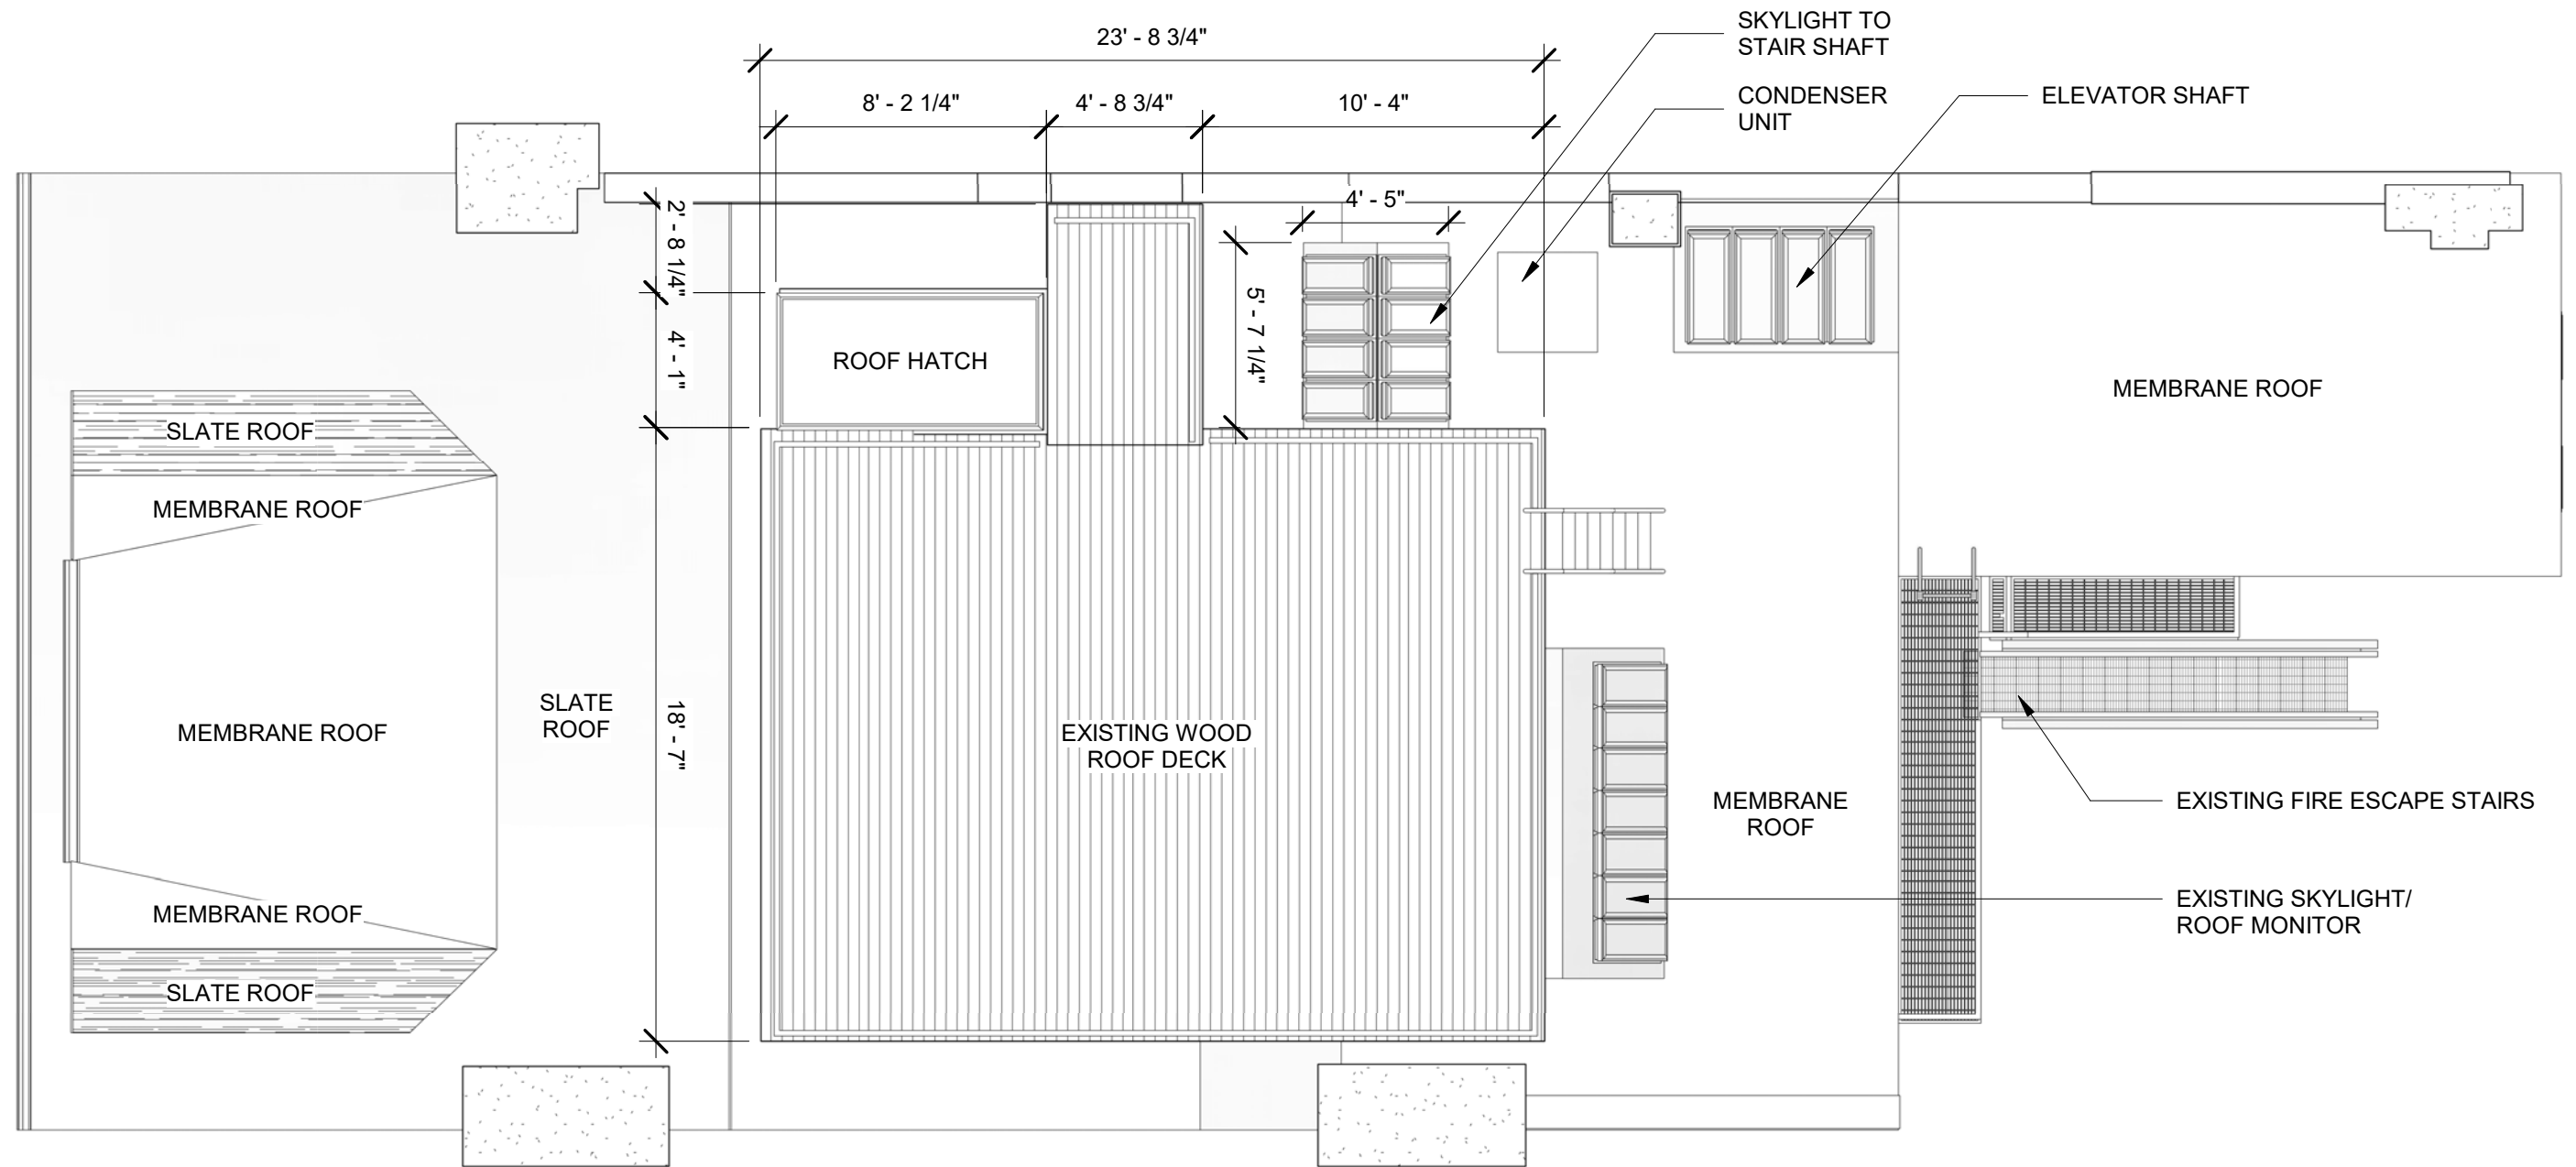 SKYLIGHT TO
STAIR SHAFT
23' - 8 3/4"
8' - 2 1/4"
4' - 8 3/4"
10' - 4"
CONDENSER
UNIT
ELEVATOR SHAFT
4' - 5"
2' - 8 1/4"
5' - 7 1/4"
4' - 1"
ROOF HATCH
MEMBRANE ROOF
SLATE ROOF
MEMBRANE ROOF
SLATE
ROOF
18' - 7"
MEMBRANE ROOF
EXISTING WOOD
ROOF DECK
MEMBRANE
ROOF
EXISTING FIRE ESCAPE STAIRS
MEMBRANE ROOF
EXISTING SKYLIGHT/
ROOF MONITOR
SLATE ROOF